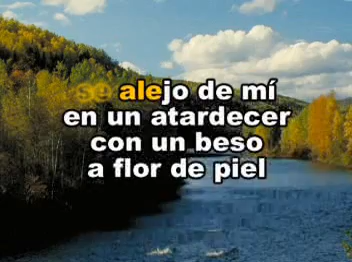 se alejo de mí
en un atardecer
con un beso
a flor de piel